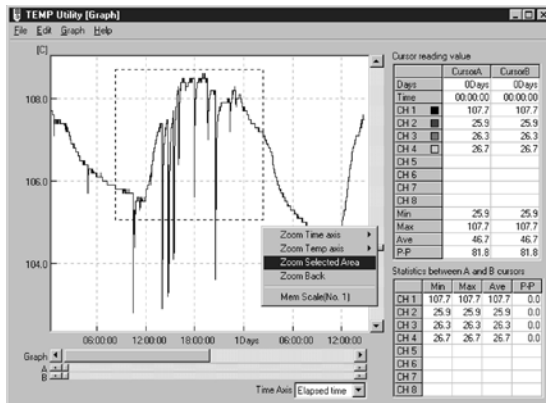 TEMP Utility [Graph]
File Edit Graph Help
[C]
108.0
106.0
104.0
06:00:00 12:00:00 18:00:00 1Days 06:00:00 12:00:00
Zoom Time axis
Zoom Temp axis
Zoom Selected Area
Zoom Back
Mem Scale(No. 1)
Graph
A
B
Time Axis Elapsed time
Cursor reading value
CursorA CursorB
Days 0Days 0Days
Time 00:00:00 00:00:00
CH 1 107.7 107.7
CH 2 25.9 25.9
CH 3 26.3 26.3
CH 4 26.7 26.7
CH 5
CH 6
CH 7
CH 8
Min 25.9 25.9
Max 107.7 107.7
Ave 46.7 46.7
P-P 81.8 81.8
Statistics between A and B cursors
Min Max Ave P-P
CH 1 107.7 107.7 107.7 0.0
CH 2 25.9 25.9 25.9 0.0
CH 3 26.3 26.3 26.3 0.0
CH 4 26.7 26.7 26.7 0.0
CH 5
CH 6
CH 7
CH 8